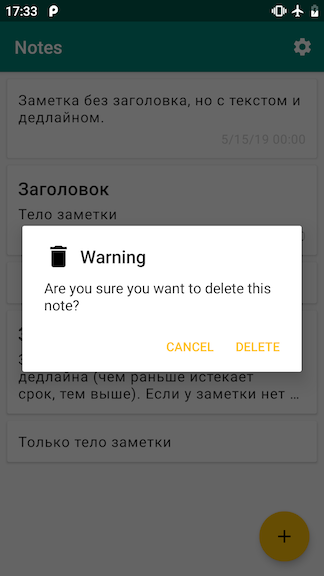 17:33
Notes
Заметка без заголовка, но с текстом и
дедлайном.
5/15/19 00:00
Заголовок
Тело заметки
Warning
Are you sure you want to delete this
note?
CANCEL
DELETE
дедлайна (чем раньше истекает
срок, тем выше). Если у заметки нет ...
Только тело заметки
+